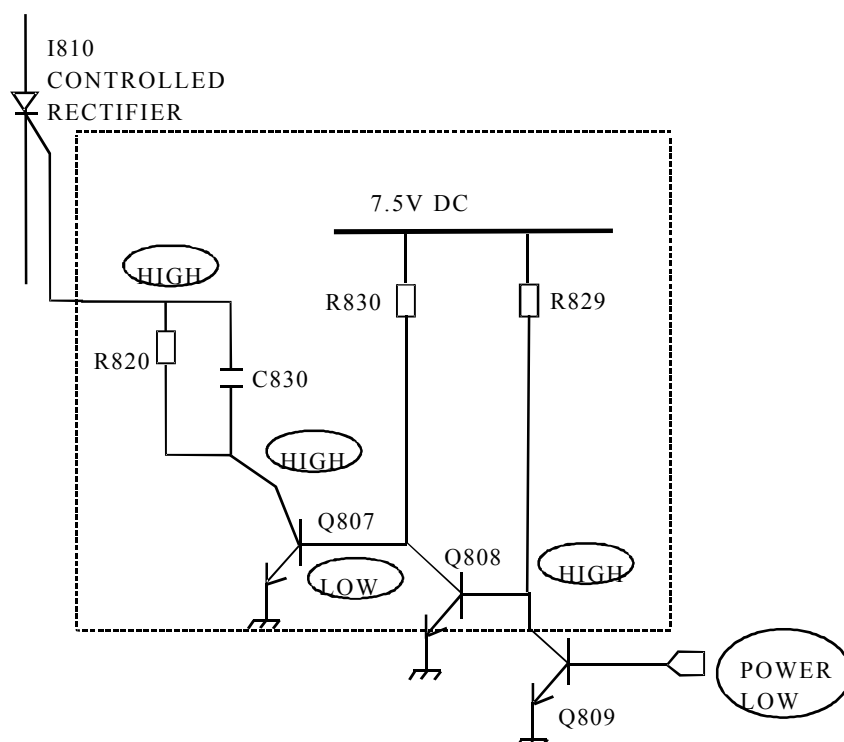 I810
CONTROLLED
RECTIFIER
7.5V DC
HIGH
R830
R829
R820
C830
HIGH
Q807
Q808
LOW
HIGH
POWER
LOW
Q809